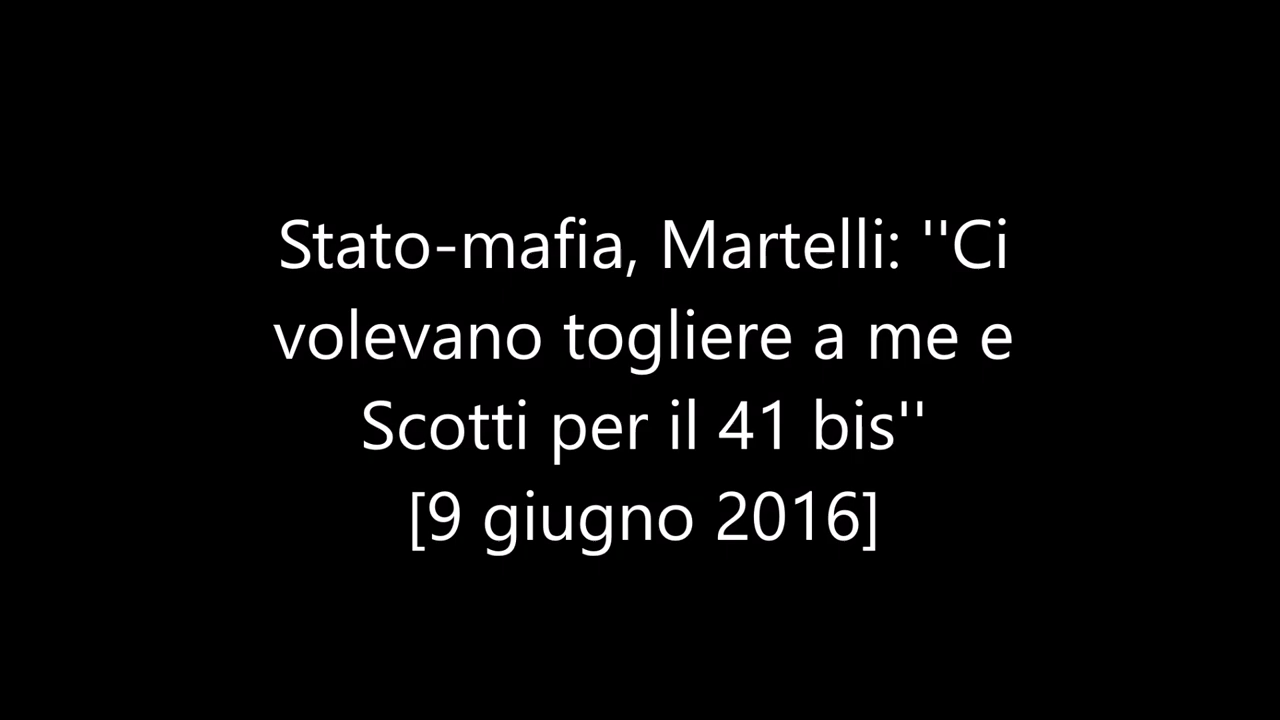 Stato-mafia, Martelli: ''Ci
volevano togliere a me e
Scotti per il 41 bis''
[9 giugno 2016]